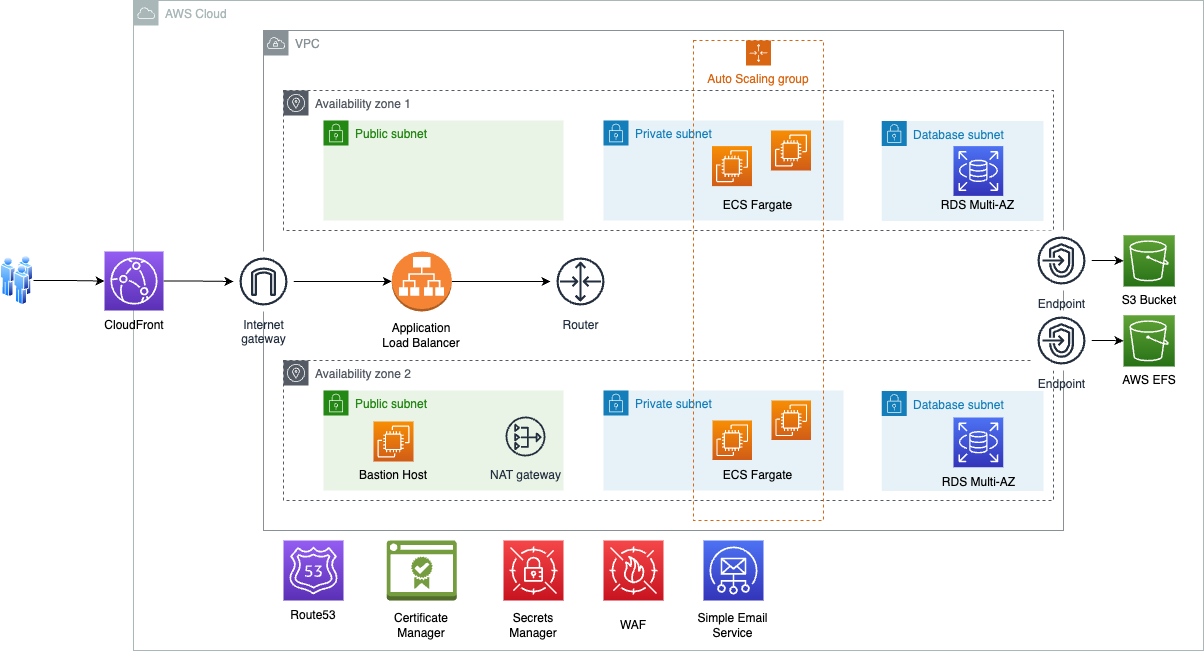 AWS Cloud
VPC
Auto Scaling group
Availability zone 1
Public subnet
Private subnet
Database subnet
ECS Fargate
RDS Multi-AZ
CloudFront
Internet
gateway
Application
Load Balancer
Router
Endpoint
S3 Bucket
Endpoint
AWS EFS
Availability zone 2
Public subnet
Private subnet
Database subnet
Bastion Host
NAT gateway
ECS Fargate
RDS Multi-AZ
53
Route53
Certificate
Manager
Secrets
Manager
WAF
Simple Email
Service